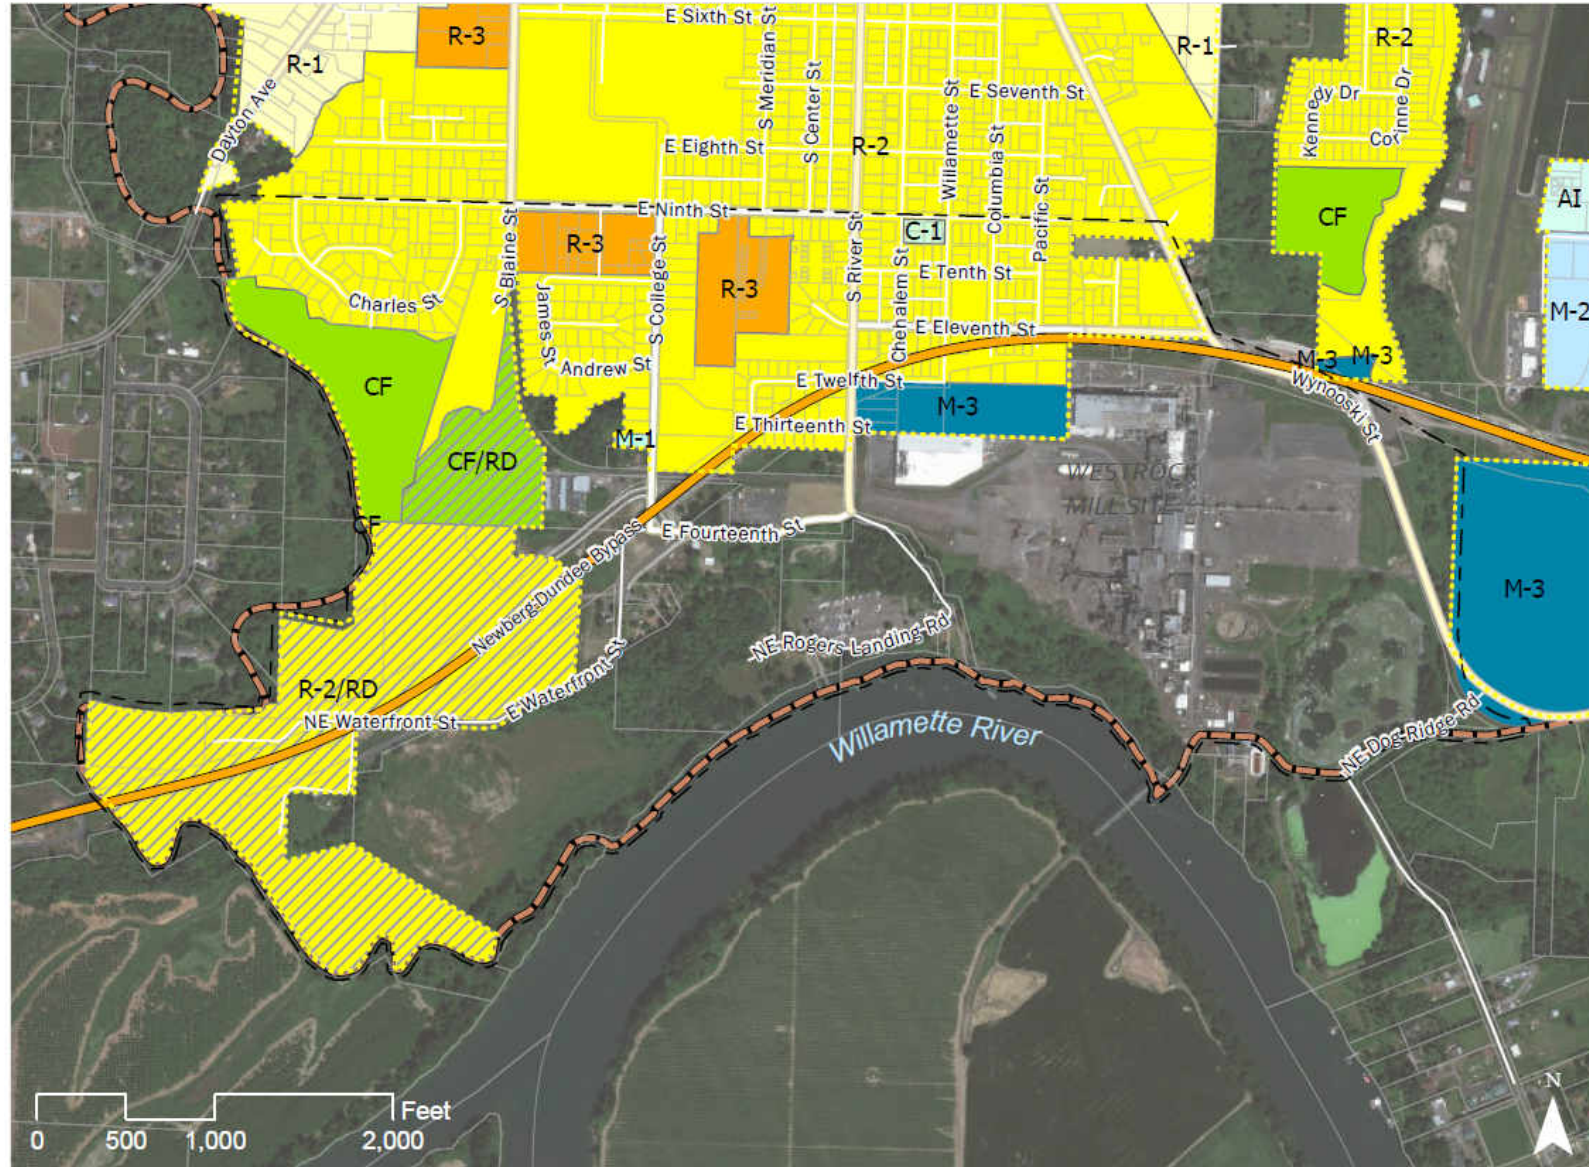 E Sixth St
R-3
R-1
R-1
R-2
Dayton Ave
S Meridian St
S Center St
Willamette St
E Seventh St
Kennedy Dr
Corinne Dr
E Eighth St
R-2
Columbia St
Pacific St
AI
CF
E Ninth St
S Blaine St
R-3
S College St
S River St
C-1
Chehalem St
E Tenth St
R-3
Charles St
James St
Andrew St
E Eleventh St
M-2
M-3
M-3
Wynooski St
CF
E Twelfth St
M-3
E Thirteenth St
M-1
CF/RD
WESTROCK
MILL SITE
CF
E Fourteenth St
Newberg-Dundee Bypass
M-3
NE Rogers Landing Rd
E Waterfront St
R-2/RD
NE Waterfront St
Willamette River
NE Dog Ridge Rd
N
Feet
0 500 1,000 2,000